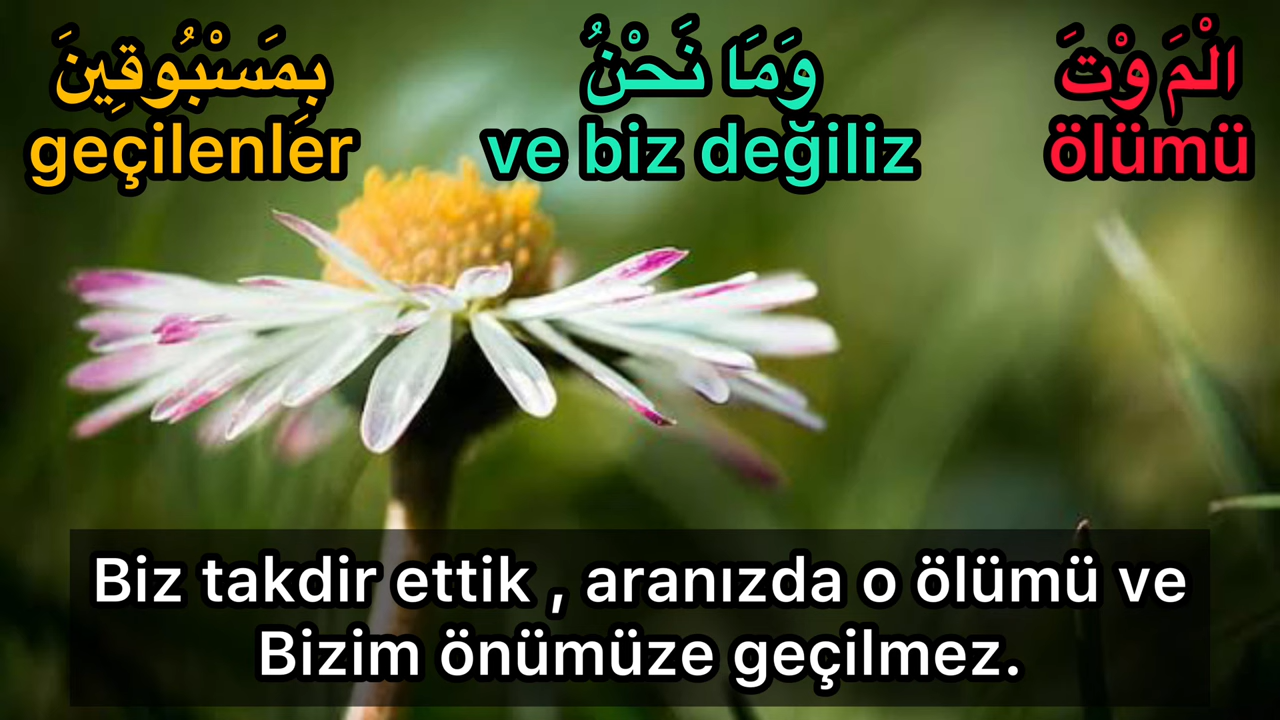 الْمَوْتَ وَمَا نَحْنُ بِمَسْبُوقِينَ
ölümü ve biz değiliz geçilenler
Biz takdir ettik , aranızda o ölümü ve
Bizim önümüze geçilmez.